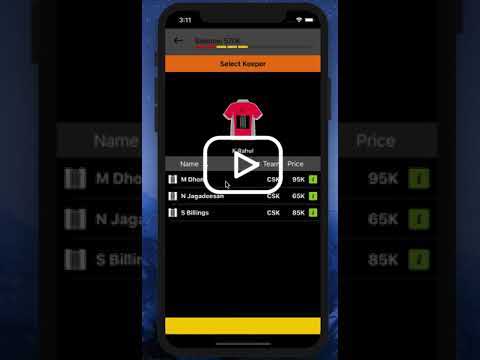 3:11
Balance 520K
Select Keeper
K Rahul
Name Team Price
M Dhoni CSK 95K i
N Jagadeesan CSK 65K i
S Billings CSK 85K i
Name
Price
M Dho
95K i
N Jaga
65K i
S Billin
85K i